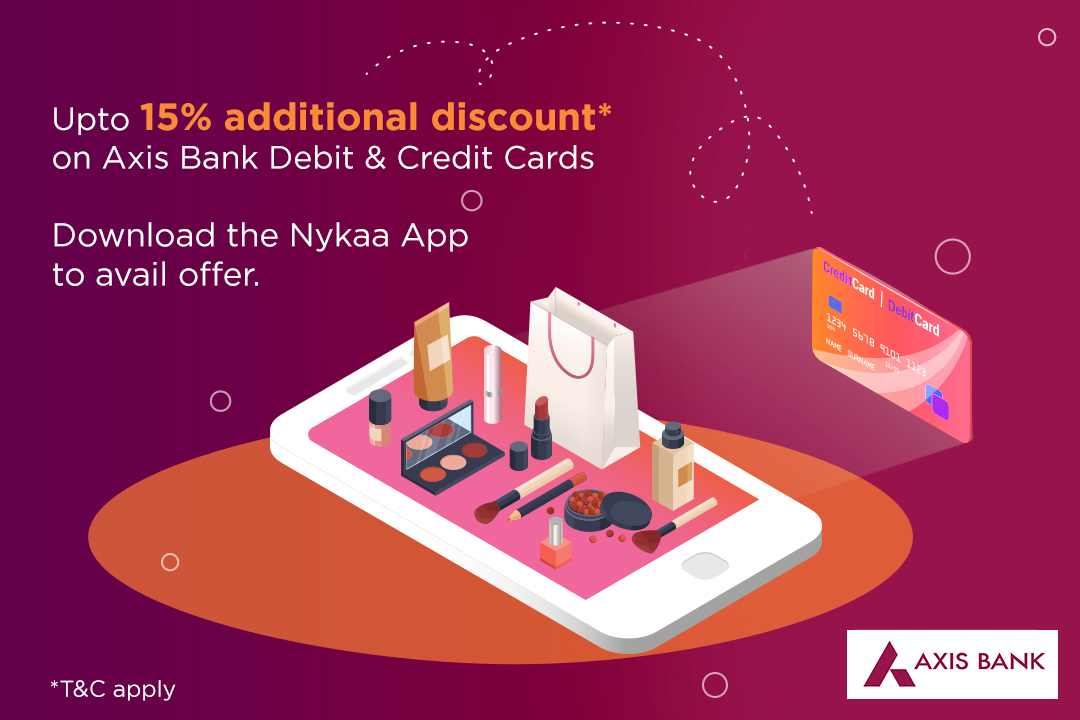 Upto 15% additional discount*
on Axis Bank Debit & Credit Cards
Download the Nykaa App
to avail offer.
CreditCard | DebitCard
1234 5678 9101 1123
NAME SURNAME
*T&C apply
AXIS BANK